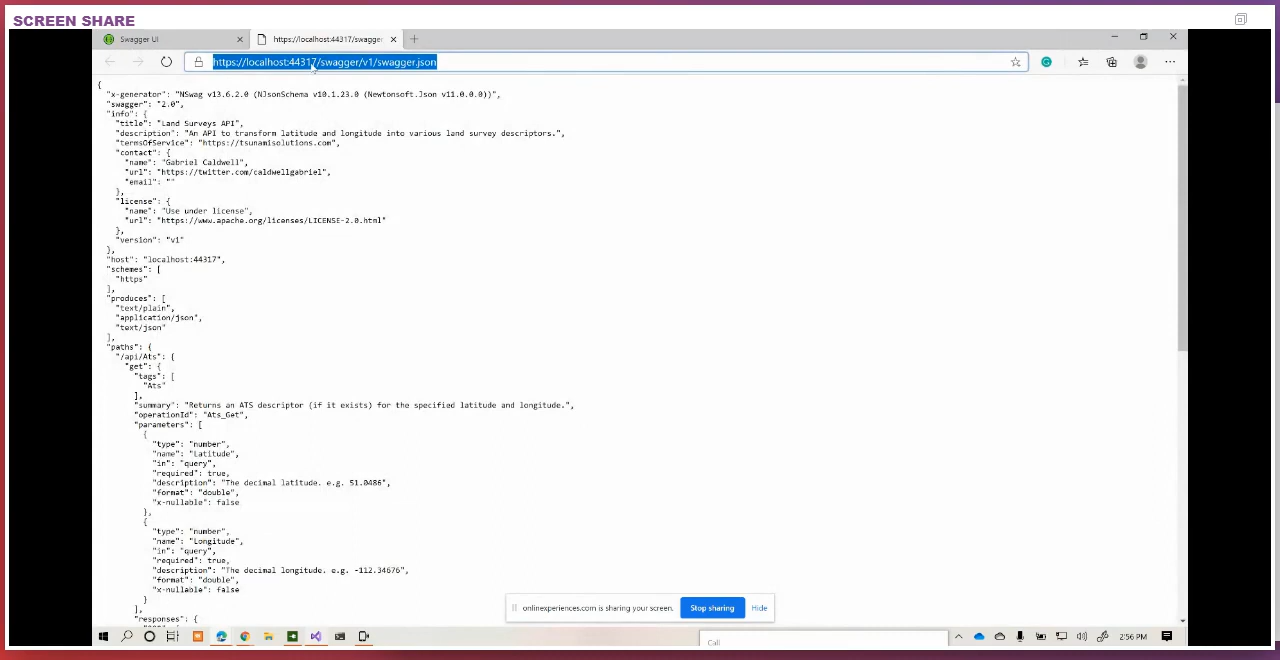 SCREEN SHARE
Swagger UI
https://localhost:44317/swagger
https://localhost:44317/swagger/v1/swagger.json
{
"x-generator": "NSwag v13.6.2.0 (NJsonSchema v10.1.23.0 (Newtonsoft.Json v11.0.0.0))",
"swagger": "2.0",
"info": {
"title": "Land Surveys API",
"description": "An API to transform latitude and longitude into various land survey descriptors.",
"termsOfService": "https://tsunamisolutions.com",
"contact": {
"name": "Gabriel Caldwell",
"url": "https://twitter.com/caldwellgabriel",
"email": ""
},
"license": {
"name": "Use under license",
"url": "https://www.apache.org/licenses/LICENSE-2.0.html"
},
"version": "v1"
},
"host": "localhost:44317",
"schemes": [
"https"
],
"produces": [
"text/plain",
"application/json",
"text/json"
],
"paths": {
"/api/Ats": {
"get": {
"tags": [
"Ats"
],
"summary": "Returns an ATS descriptor (if it exists) for the specified latitude and longitude.",
"operationId": "Ats_Get",
"parameters": [
{
"type": "number",
"name": "Latitude",
"in": "query",
"required": true,
"description": "The decimal latitude. e.g. 51.0486",
"format": "double",
"x-nullable": false
},
{
"type": "number",
"name": "Longitude",
"in": "query",
"required": true,
"description": "The decimal longitude. e.g. -112.34676",
"format": "double",
"x-nullable": false
}
],
"responses": {
onlinexperiences.com is sharing your screen.
Stop sharing
Hide
Call
2:56 PM